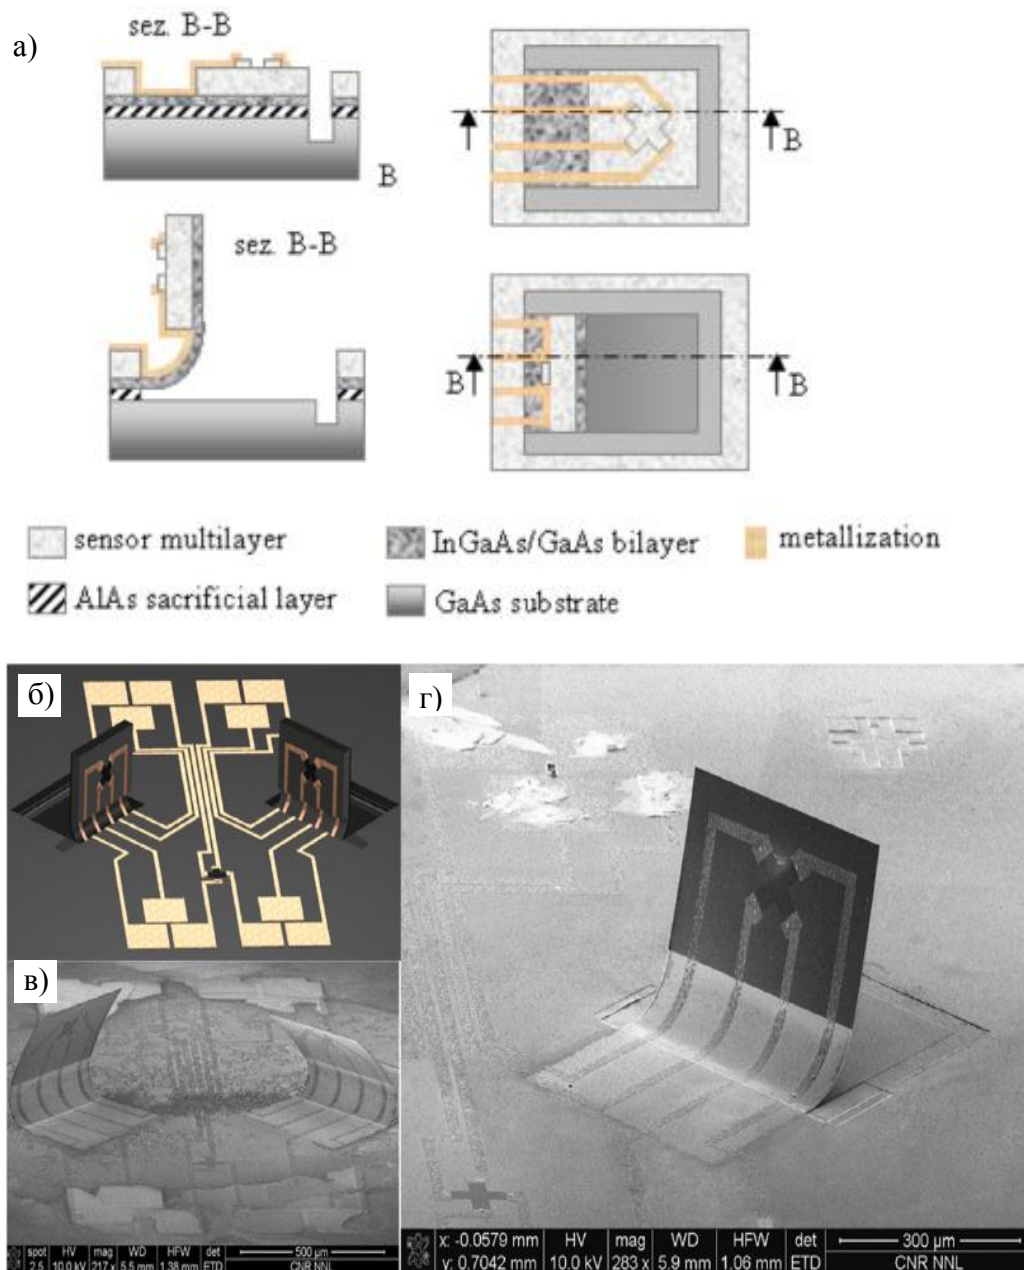 а)
sez. B-B
B
B
sez. B-B
B
B
sensor multilayer
InGaAs/GaAs bilayer
metallization
AlAs sacrificial layer
GaAs substrate
б)
г)
в)
spot HV mag WD HFW det
2.5 10.0 kV 217 x 5.5 mm 1.38 mm ETD
500 µm
CNR NNL
x: -0.0579 mm HV mag WD HFW det
y: 0.7042 mm 10.0 kV 283 x 5.9 mm 1.06 mm ETD
300 µm
CNR NNL